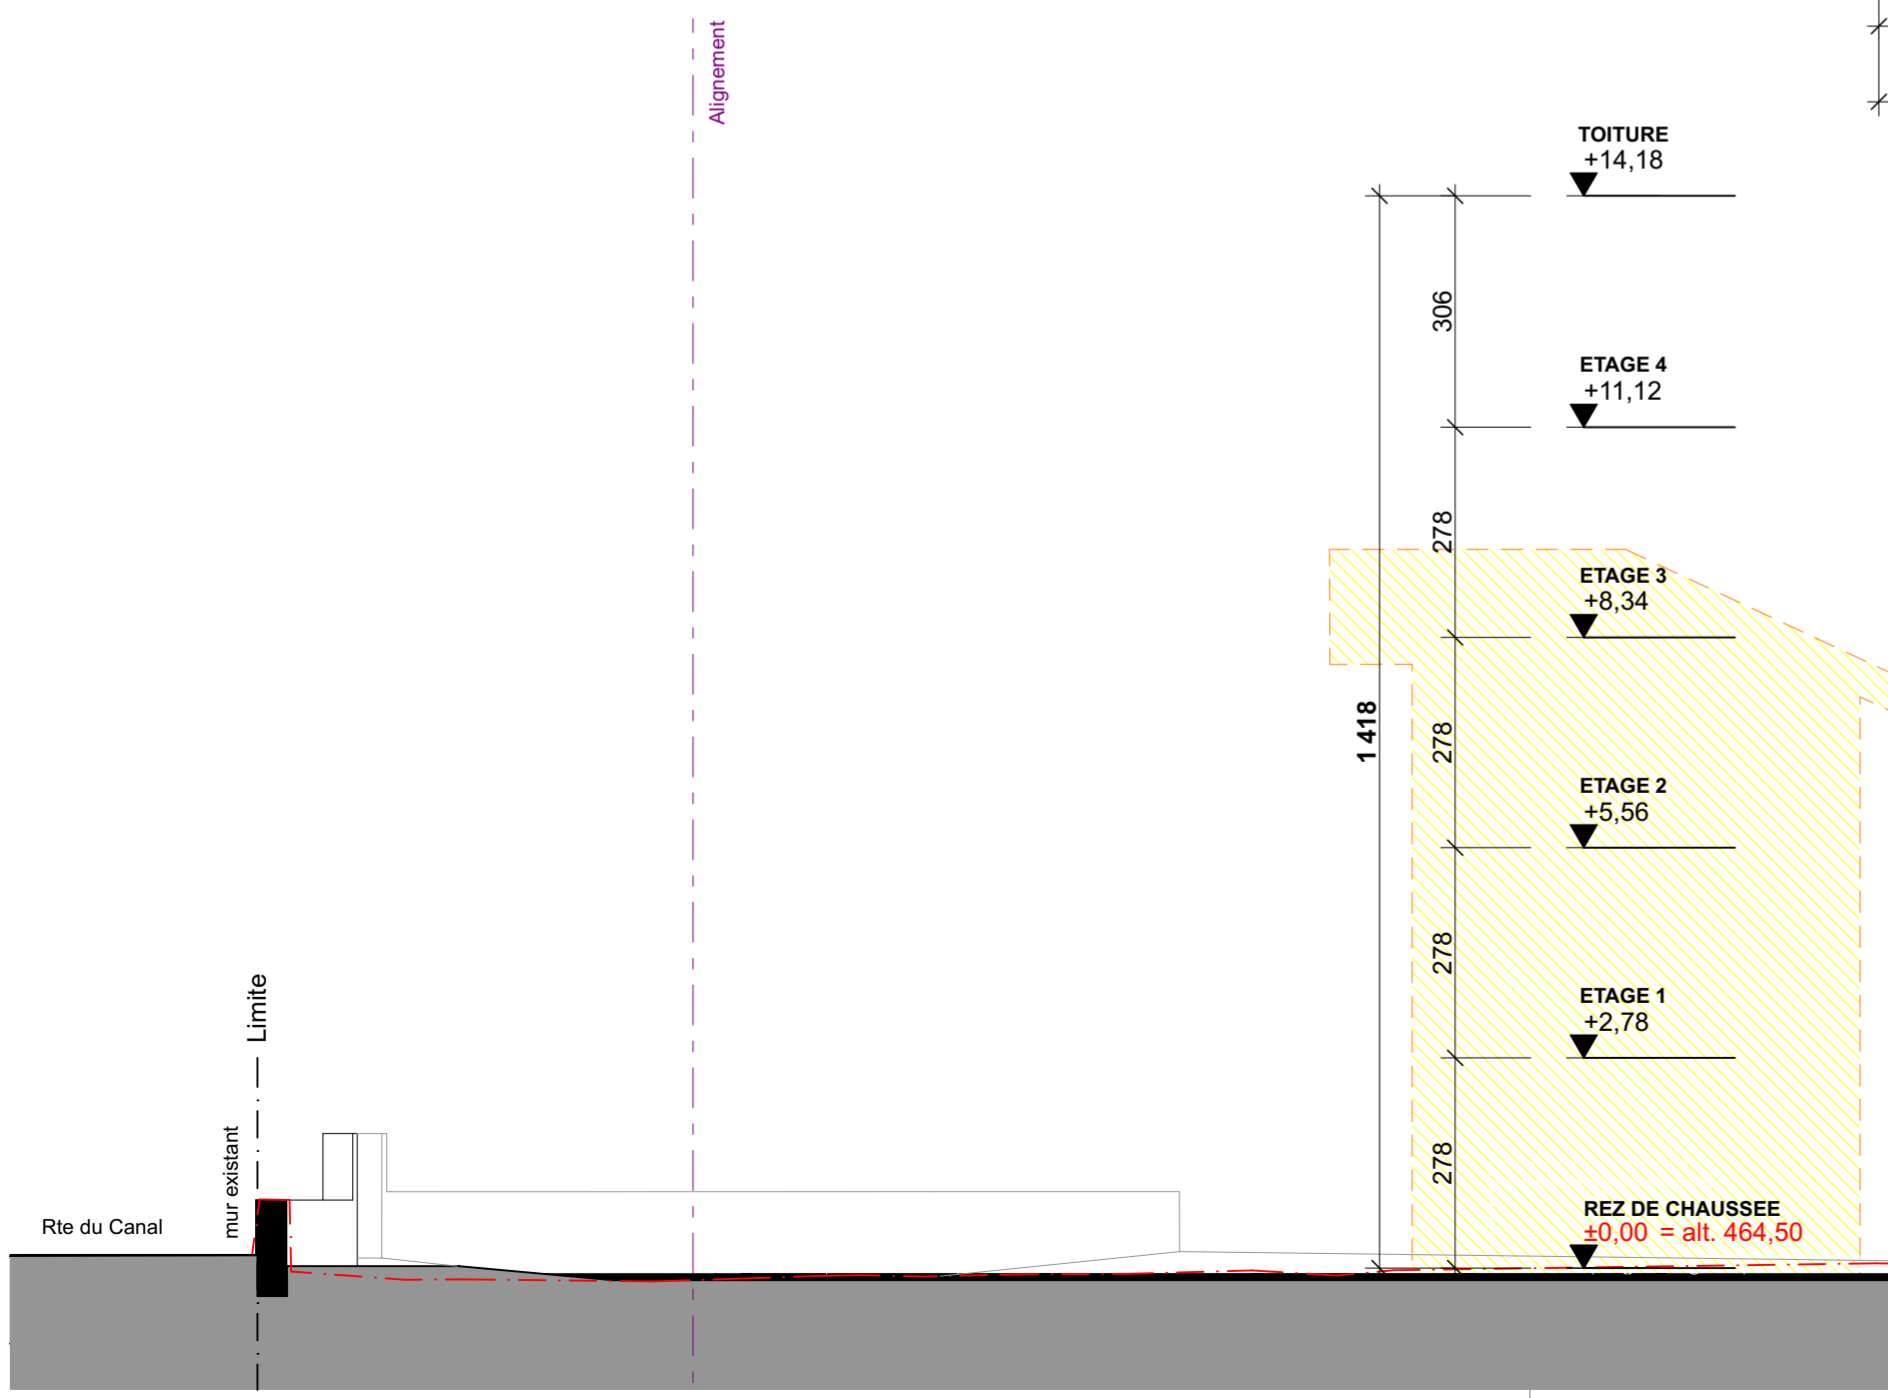 Alignement
TOITURE
+14,18
306
ETAGE 4
+11,12
278
ETAGE 3
+8,34
1 418
278
ETAGE 2
+5,56
278
ETAGE 1
+2,78
278
Limite
mur existant
Rte du Canal
REZ DE CHAUSSEE
±0,00 = alt. 464,50